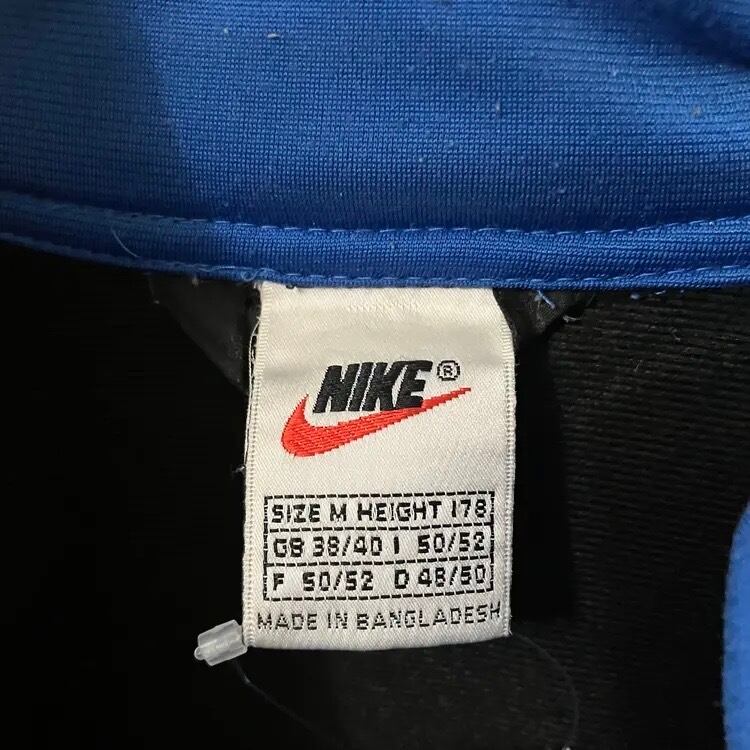 NIKE®
SIZE M HEIGHT 178
GB 38/40 I 50/52
F 50/52 D 48/50
MADE IN BANGLADESH